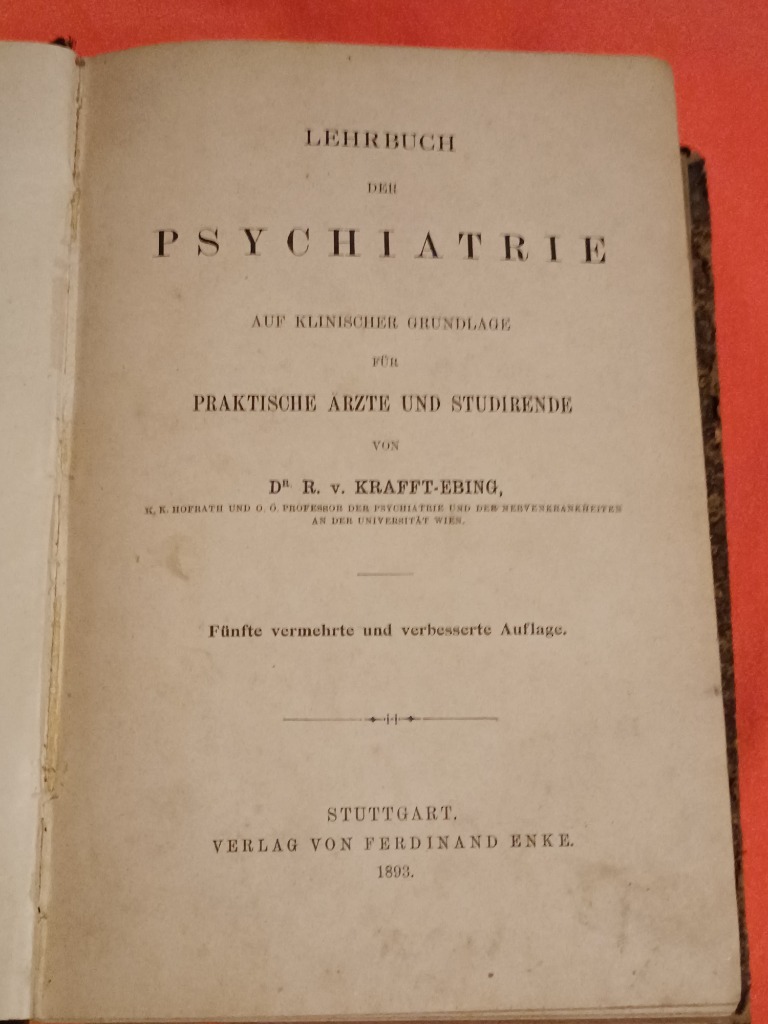 LEHRBUCH
DER
PSYCHIATRIE
AUF KLINISCHER GRUNDLAGE
FÜR
PRAKTISCHE ÄRZTE UND STUDIRENDE
VON
DR. R. v. KRAFFT-EBING,
K. K. HOFRATH UND O. Ö. PROFESSOR DER PSYCHIATRIE UND DER NERVENKRANKHEITEN
AN DER UNIVERSITÄT WIEN.
Fünfte vermehrte und verbesserte Auflage.
STUTTGART.
VERLAG VON FERDINAND ENKE.
1893.